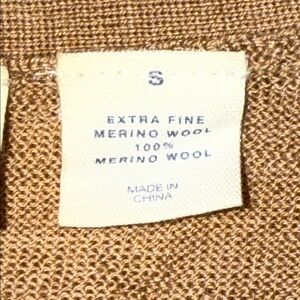 S
EXTRA FINE
MERINO WOOL
100%
MERINO WOOL
MADE IN
CHINA